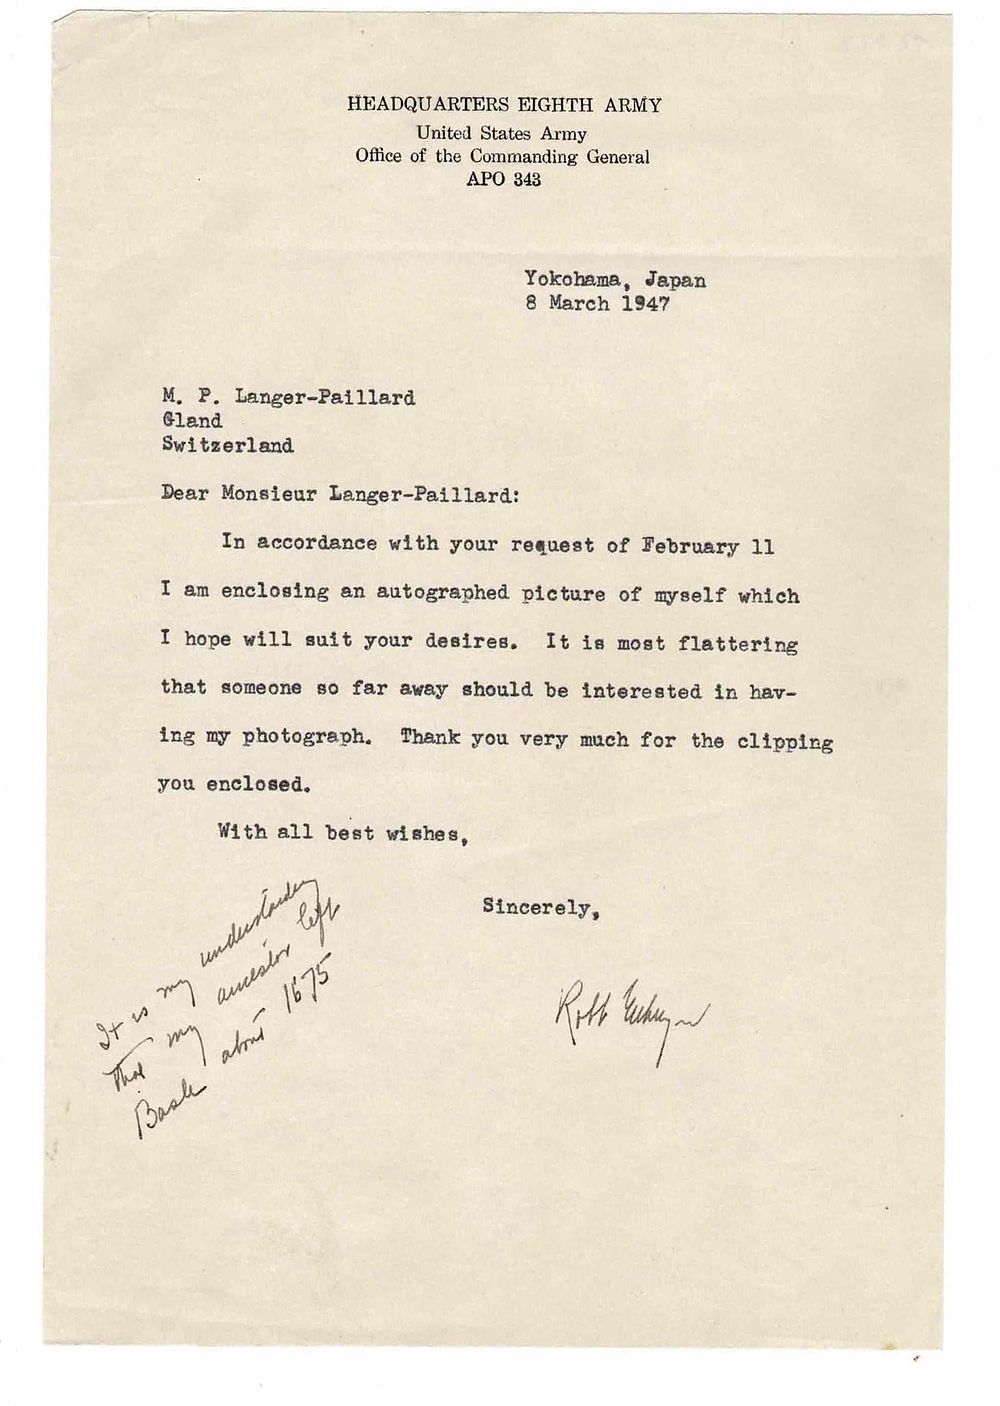 HEADQUARTERS EIGHTH ARMY
United States Army
Office of the Commanding General
APO 343
Yokohama, Japan
8 March 1947
M. P. Langer-Paillard
Gland
Switzerland
Dear Monsieur Langer-Paillard:
In accordance with your request of February 11
I am enclosing an autographed picture of myself which
I hope will suit your desires. It is most flattering
that someone so far away should be interested in hav-
ing my photograph. Thank you very much for the clipping
you enclosed.
With all best wishes,
Sincerely,
It is my understanding
that my ancestor left
Basle about 1675